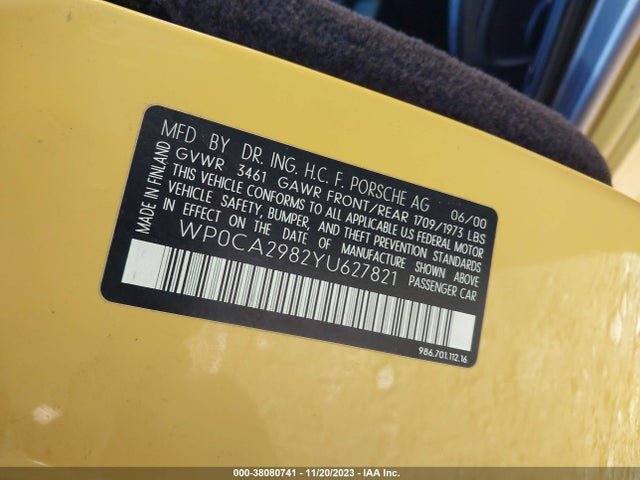 MFD BY DR. ING. H.C. F. PORSCHE AG 06/00
GVWR 3461 GAWR FRONT/REAR 1709/1973 LBS
THIS VEHICLE CONFORMS TO ALL APPLICABLE U.S FEDERAL MOTOR
VEHICLE SAFETY, BUMPER, AND THEFT PREVENTION STANDARDS
IN EFFECT ON THE DATE OF MANUFACTURE SHOWN ABOVE
WP0CA2982YU627821 PASSENGER CAR
MADE IN FINLAND
986.701.112.16
000-38080741 - 11/20/2023 - IAA Inc.